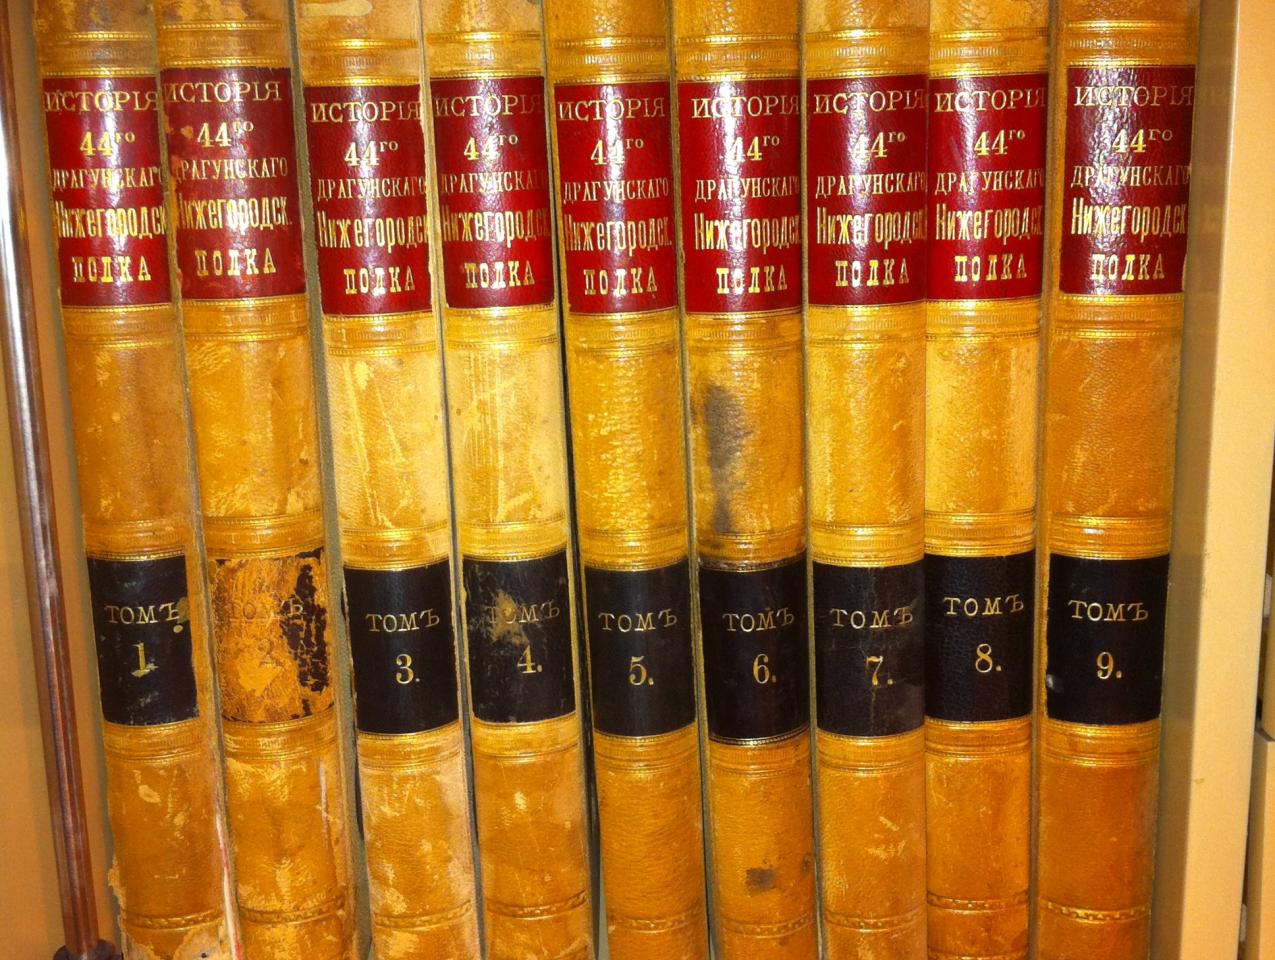 ИСТОРІЯ
44го
ДРАГУНСКАГО
НИЖЕГОРОДСК.
ПОЛКА
ТОМЪ
1.
ИСТОРІЯ
44го
ДРАГУНСКАГО
НИЖЕГОРОДСК.
ПОЛКА
ТОМЪ
ИСТОРІЯ
44го
ДРАГУНСКАГО
НИЖЕГОРОДСК.
ПОЛКА
ТОМЪ
3.
ИСТОРІЯ
44го
ДРАГУНСКАГО
НИЖЕГОРОДСК.
ПОЛКА
ТОМЪ
4.
ИСТОРІЯ
44го
ДРАГУНСКАГО
НИЖЕГОРОДСК.
ПОЛКА
ТОМЪ
5.
ИСТОРІЯ
44го
ДРАГУНСКАГО
НИЖЕГОРОДСК.
ПОЛКА
ТОМЪ
6.
ИСТОРІЯ
44го
ДРАГУНСКАГО
НИЖЕГОРОДСК.
ПОЛКА
ТОМЪ
7.
ИСТОРІЯ
44го
ДРАГУНСКАГО
НИЖЕГОРОДСК.
ПОЛКА
ТОМЪ
8.
ИСТОРІЯ
44го
ДРАГУНСКАГО
НИЖЕГОРОДСК.
ПОЛКА
ТОМЪ
9.